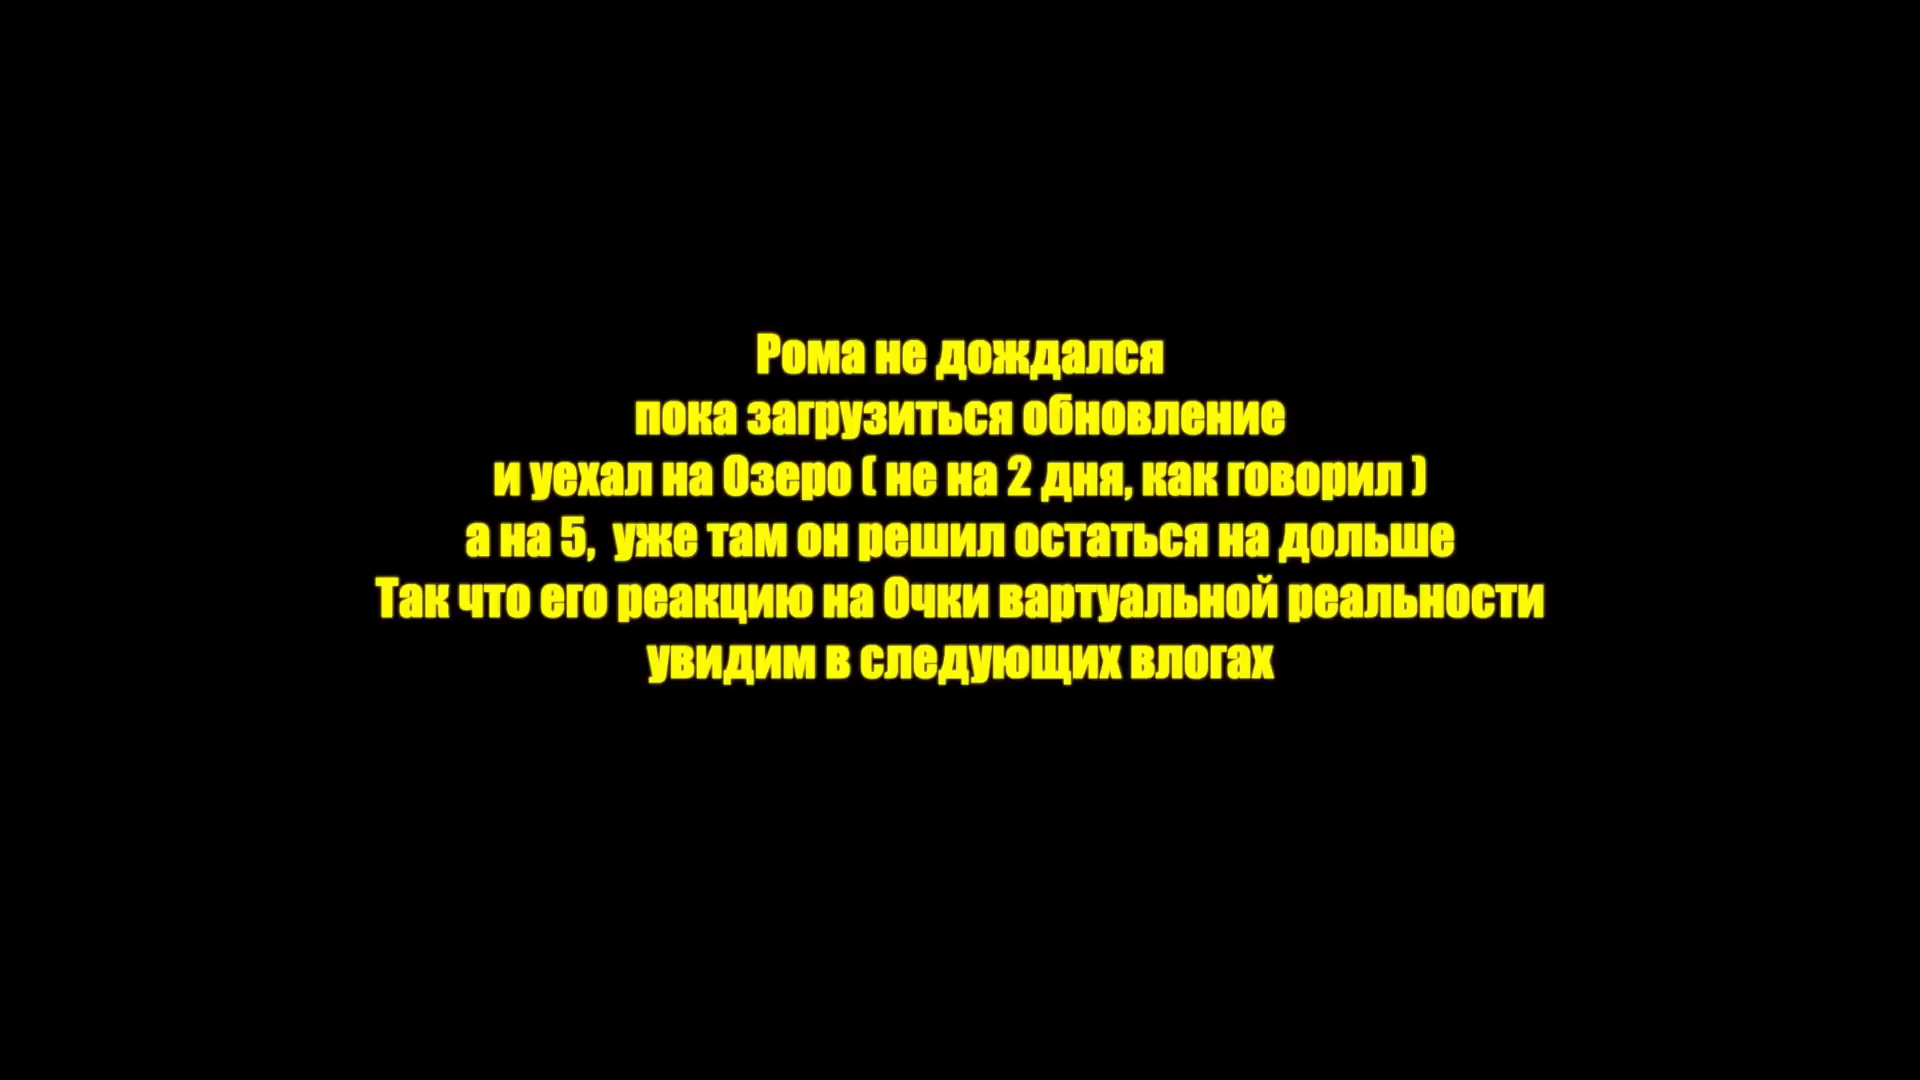 Рома не дождался
пока загрузиться обновление
и уехал на Озеро ( не на 2 дня, как говорил )
а на 5,  уже там он решил остаться на дольше
Так что его реакцию на Очки вартуальной реальности
увидим в следующих влогах